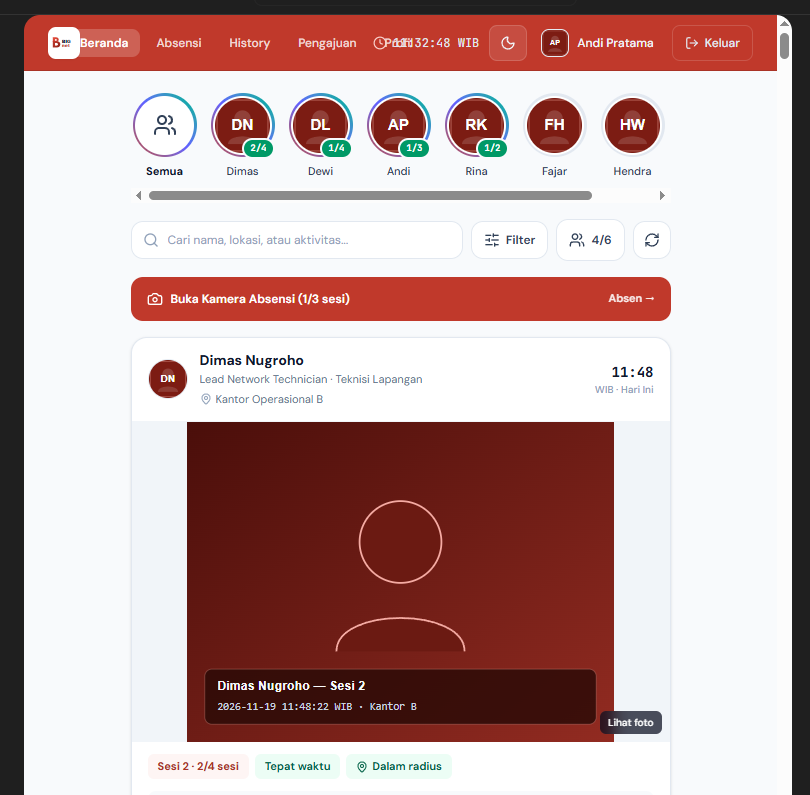 BIG net
Beranda
Absensi
History
Pengajuan
:32:48 WIB
AP
Andi Pratama
Keluar
DN
DL
AP
RK
FH
HW
2/4
1/4
1/3
1/2
Semua
Dimas
Dewi
Andi
Rina
Fajar
Hendra
Cari nama, lokasi, atau aktivitas...
Filter
4/6
Buka Kamera Absensi (1/3 sesi)
Absen →
DN
Dimas Nugroho
Lead Network Technician · Teknisi Lapangan
Kantor Operasional B
11:48
WIB · Hari Ini
Dimas Nugroho — Sesi 2
2026-11-19 11:48:22 WIB · Kantor B
Lihat foto
Sesi 2 · 2/4 sesi
Tepat waktu
Dalam radius